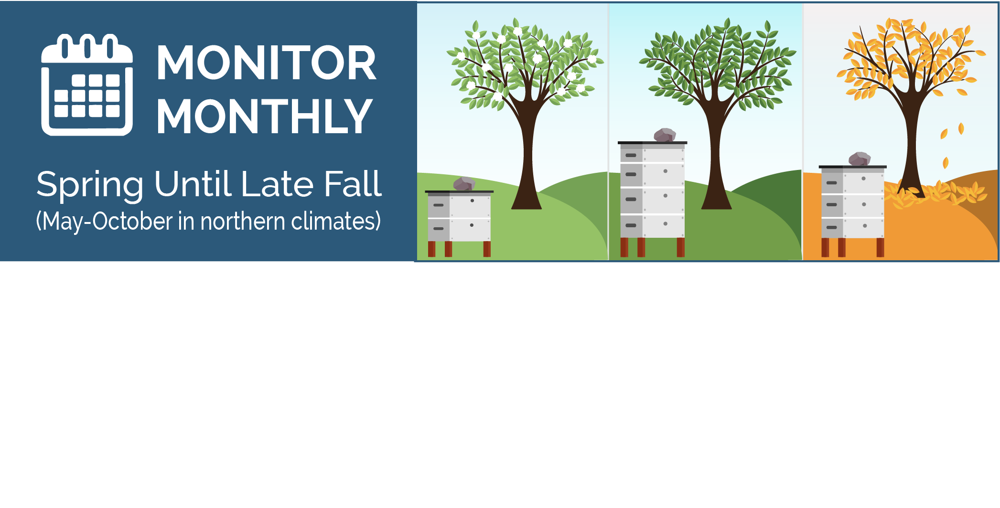 MONITOR
MONTHLY
Spring Until Late Fall
(May-October in northern climates)